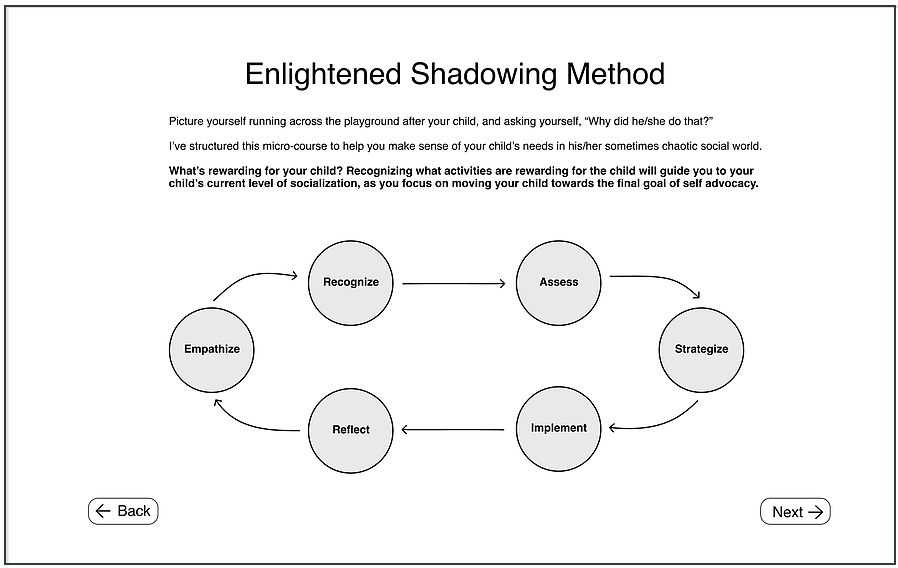 Enlightened Shadowing Method
Picture yourself running across the playground after your child, and asking yourself, “Why did he/she do that?”
I’ve structured this micro-course to help you make sense of your child’s needs in his/her sometimes chaotic social world.
What’s rewarding for your child? Recognizing what activities are rewarding for the child will guide you to your
child’s current level of socialization, as you focus on moving your child towards the final goal of self advocacy.
Recognize
Assess
Empathize
Strategize
Reflect
Implement
Back
Next